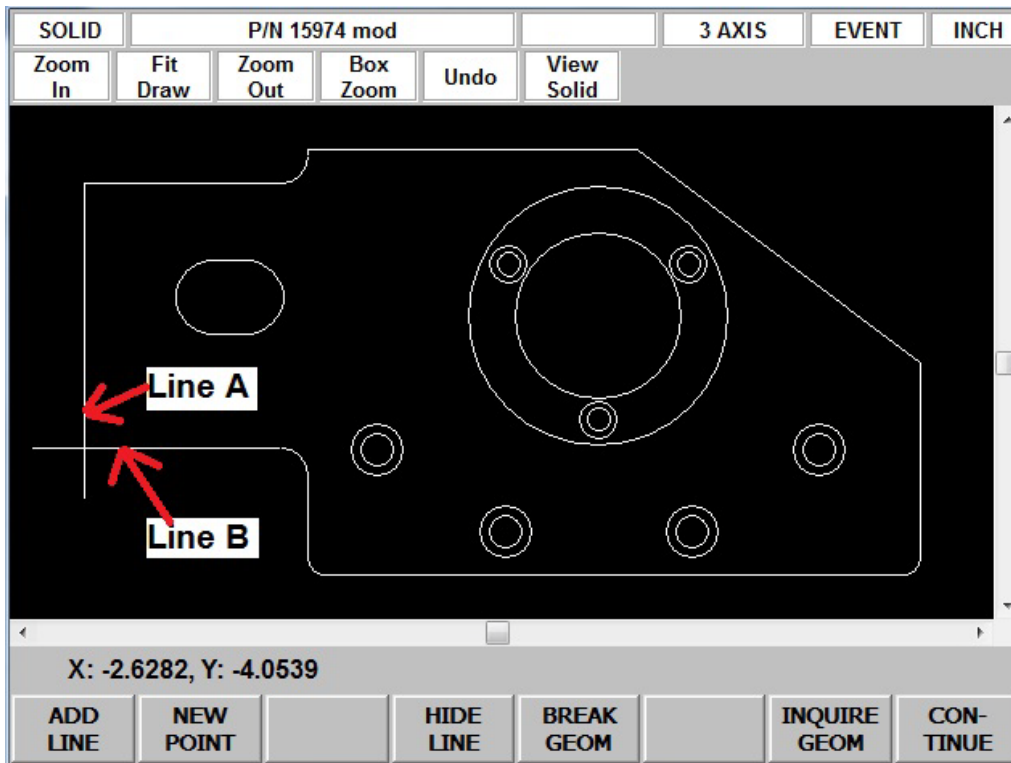 SOLID P/N 15974 mod 3 AXIS EVENT INCH
Zoom In Fit Draw Zoom Out Box Zoom Undo View Solid
Line A
Line B
X: -2.6282, Y: -4.0539
ADD LINE NEW POINT HIDE LINE BREAK GEOM INQUIRE GEOM CON-TINUE